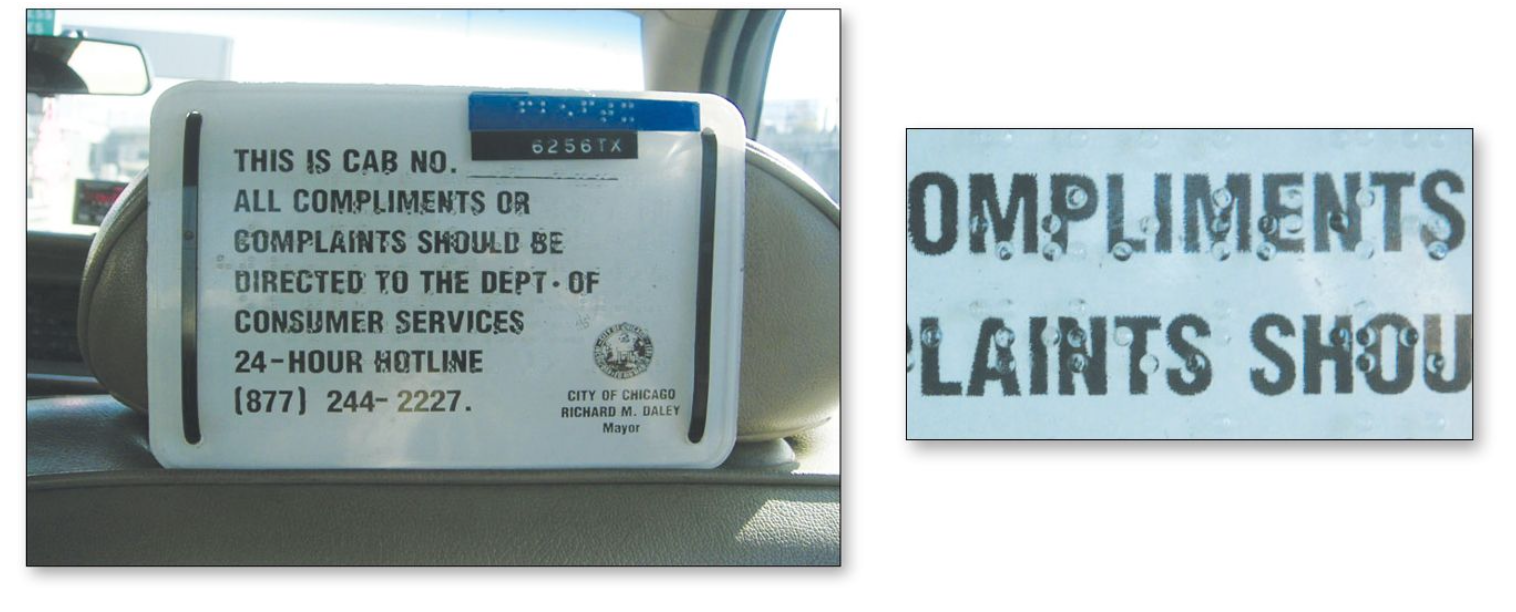 6256TX
THIS IS CAB NO.
ALL COMPLIMENTS OR
COMPLAINTS SHOULD BE
DIRECTED TO THE DEPT. OF
CONSUMER SERVICES
24-HOUR HOTLINE
(877) 244-2227.
CITY OF CHICAGO
RICHARD M. DALEY
Mayor
OMPLIMENTS
LAINTS SHOU